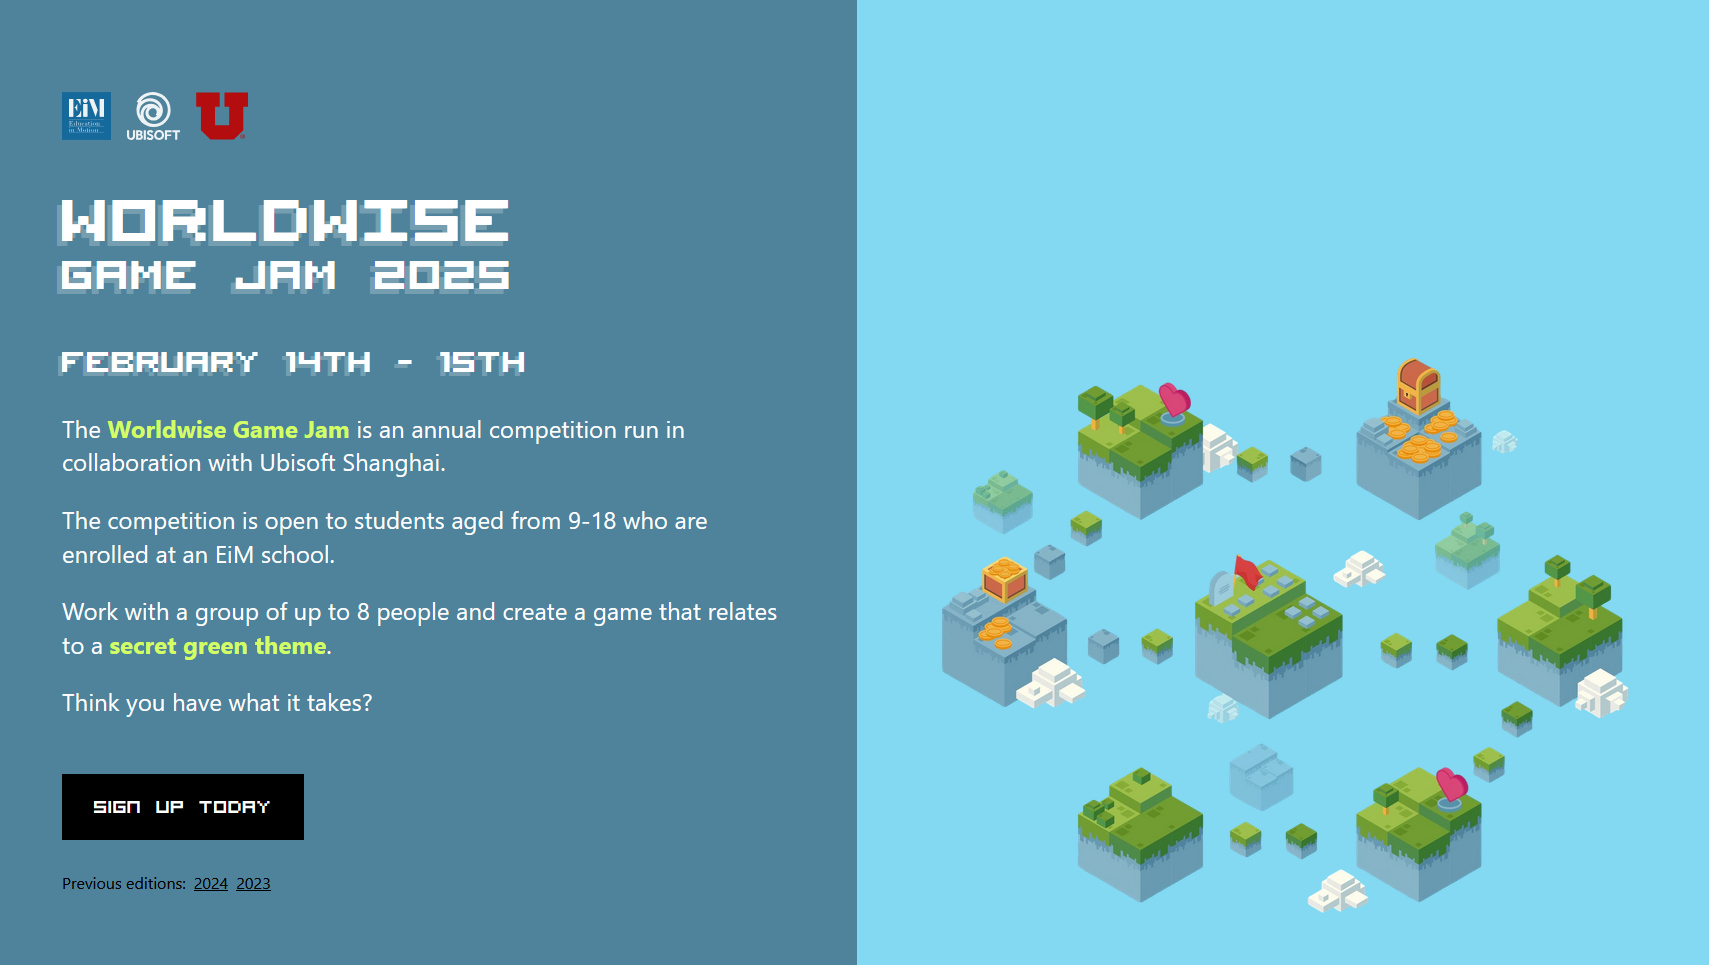 EiM
Education
in Motion
UBISOFT
U
WORLDWISE
GAME JAM 2025
FEBRUARY 14TH - 15TH
The Worldwise Game Jam is an annual competition run in
collaboration with Ubisoft Shanghai.
The competition is open to students aged from 9-18 who are
enrolled at an EiM school.
Work with a group of up to 8 people and create a game that relates
to a secret green theme.
Think you have what it takes?
SIGN UP TODAY
Previous editions: 2024 2023